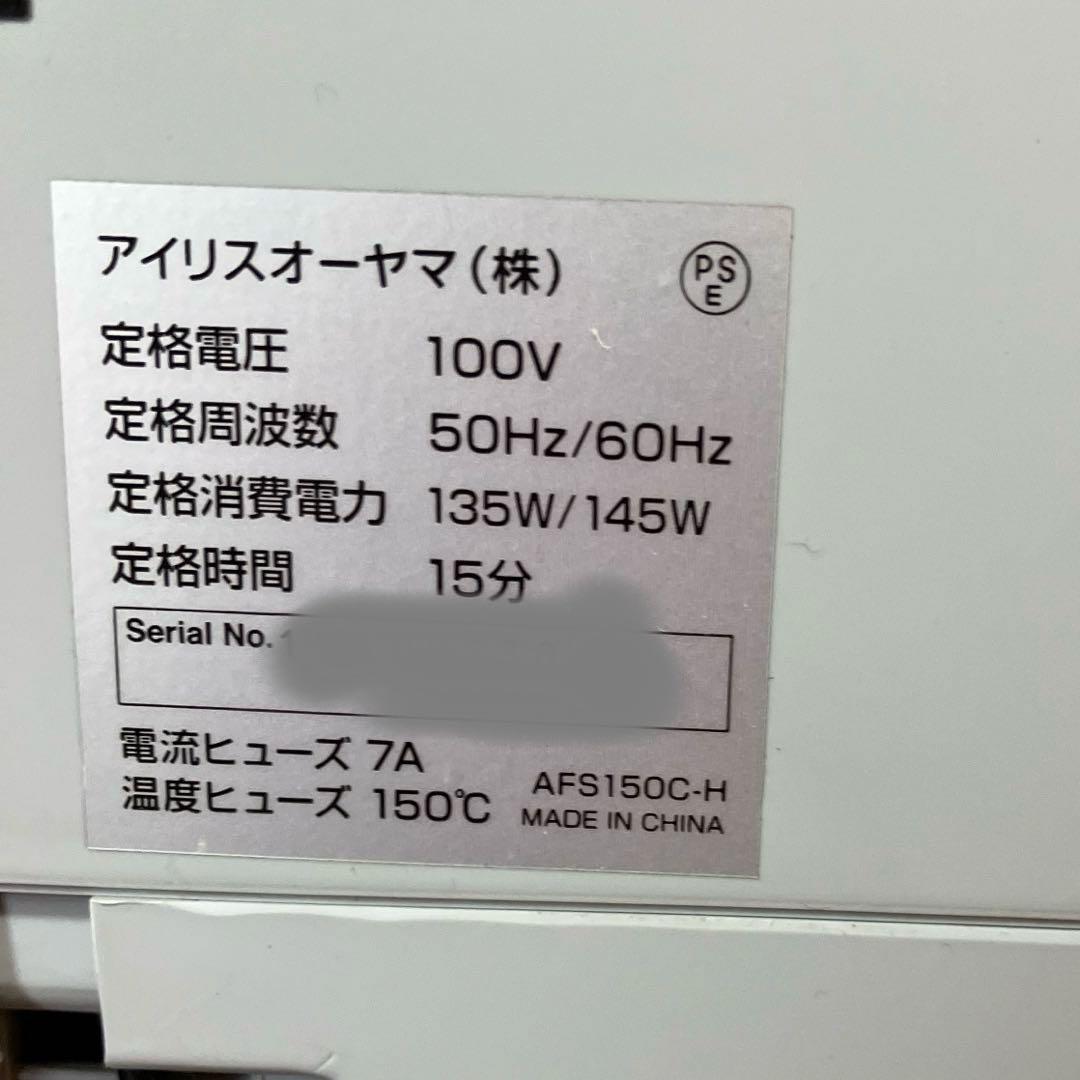 アイリスオーヤマ(株)
PS
E
定格電圧 100V
定格周波数 50Hz/60Hz
定格消費電力 135W/145W
定格時間 15分
Serial No.
電流ヒューズ 7A
温度ヒューズ 150℃
AFS150C-H
MADE IN CHINA